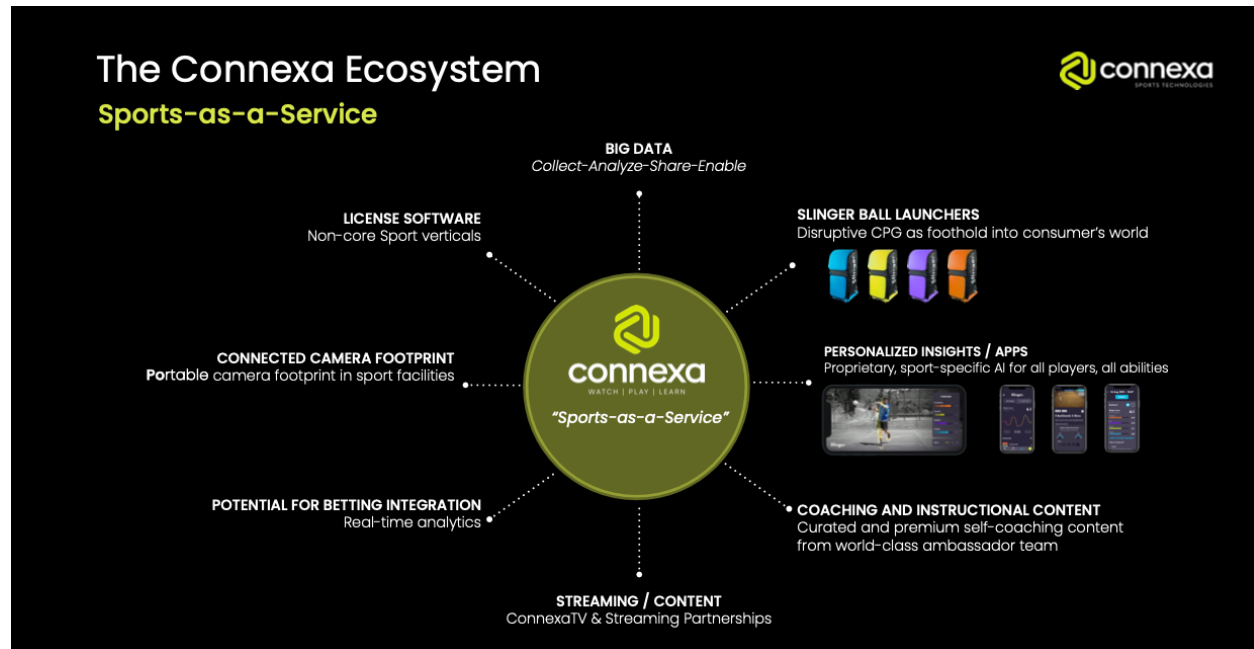 The Connexa Ecosystem
Sports-as-a-Service
connexa
SPORTS TECHNOLOGIES
BIG DATA
Collect-Analyze-Share-Enable
LICENSE SOFTWARE
Non-core Sport verticals
SLINGER BALL LAUNCHERS
Disruptive CPG as foothold into consumer's world
CONNECTED CAMERA FOOTPRINT
Portable camera footprint in sport facilities
connexa
WATCH | PLAY | LEARN
"Sports-as-a-Service"
PERSONALIZED INSIGHTS / APPS
Proprietary, sport-specific AI for all players, all abilities
POTENTIAL FOR BETTING INTEGRATION
Real-time analytics
COACHING AND INSTRUCTIONAL CONTENT
Curated and premium self-coaching content
from world-class ambassador team
STREAMING / CONTENT
ConnexaTV & Streaming Partnerships